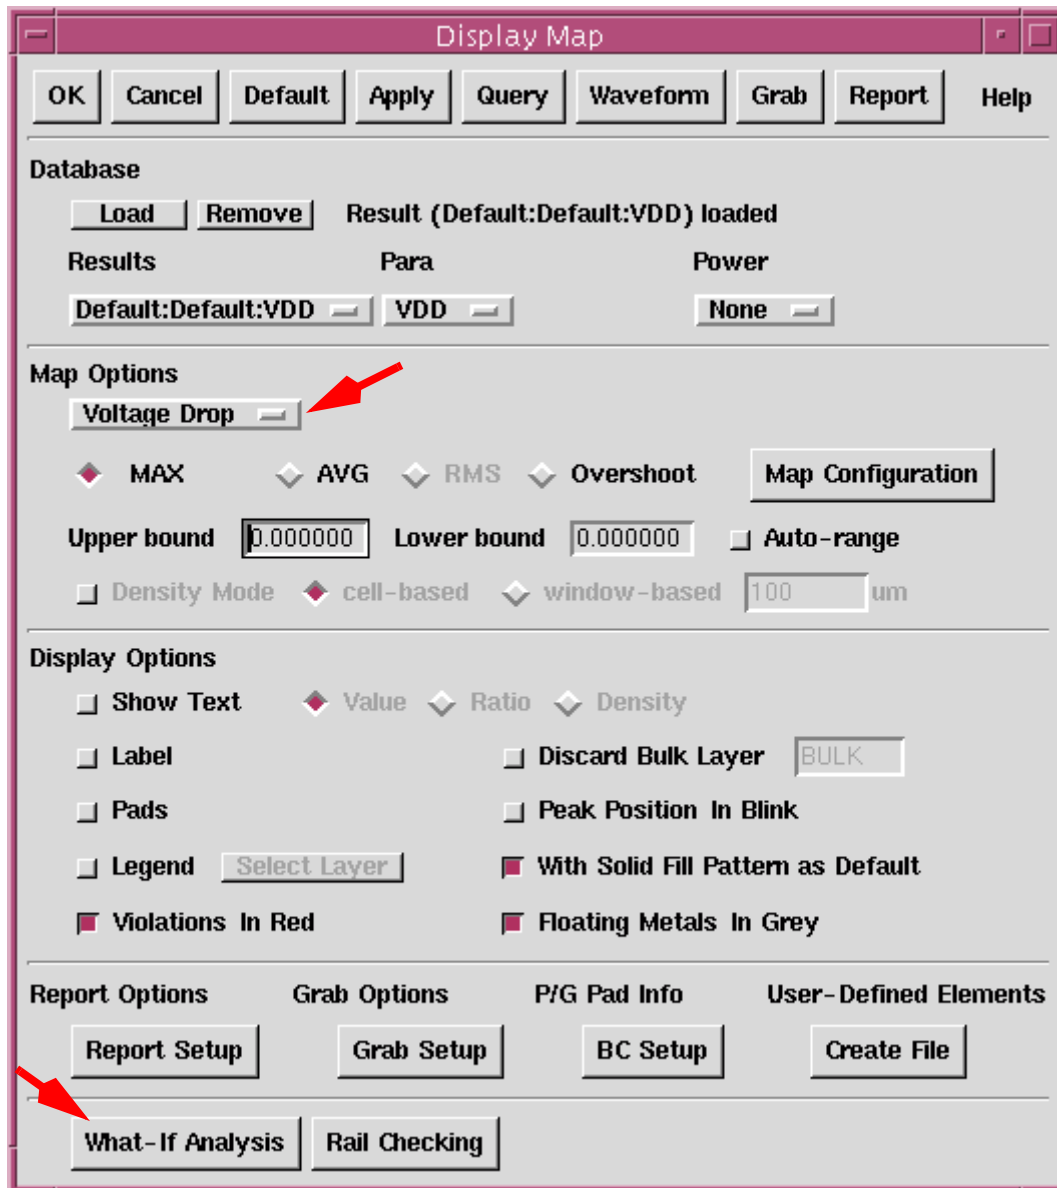 Display Map
OK Cancel Default Apply Query Waveform Grab Report Help
Database
Load Remove Result (Default:Default:VDD) loaded
Results Para Power
Default:Default:VDD VDD None
Map Options
Voltage Drop
MAX AVG RMS Overshoot Map Configuration
Upper bound 0.000000 Lower bound 0.000000 Auto-range
Density Mode cell-based window-based 100 um
Display Options
Show Text Value Ratio Density
Label Discard Bulk Layer BULK
Pads Peak Position In Blink
Legend Select Layer With Solid Fill Pattern as Default
Violations In Red Floating Metals In Grey
Report Options Grab Options P/G Pad Info User-Defined Elements
Report Setup Grab Setup BC Setup Create File
What-If Analysis Rail Checking